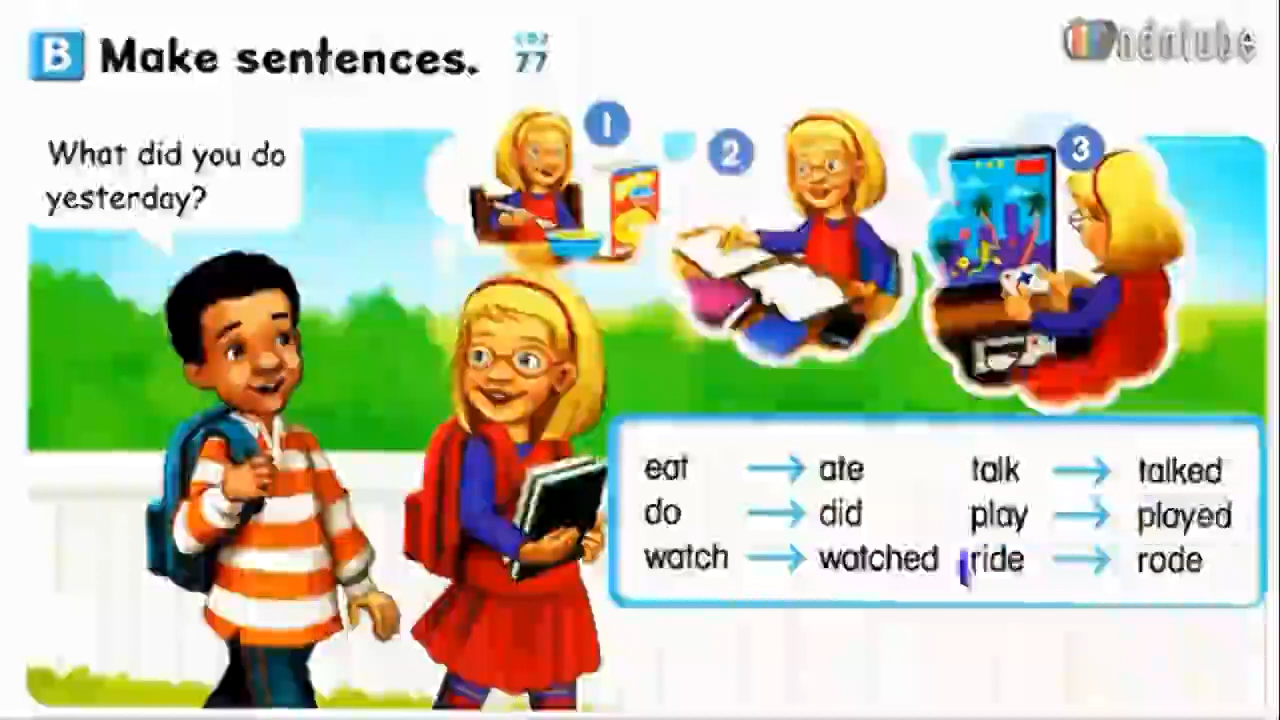 B Make sentences.
77
What did you do
yesterday?
1
2
3
eat → ate talk → talked
do → did play → played
watch → watched ride → rode